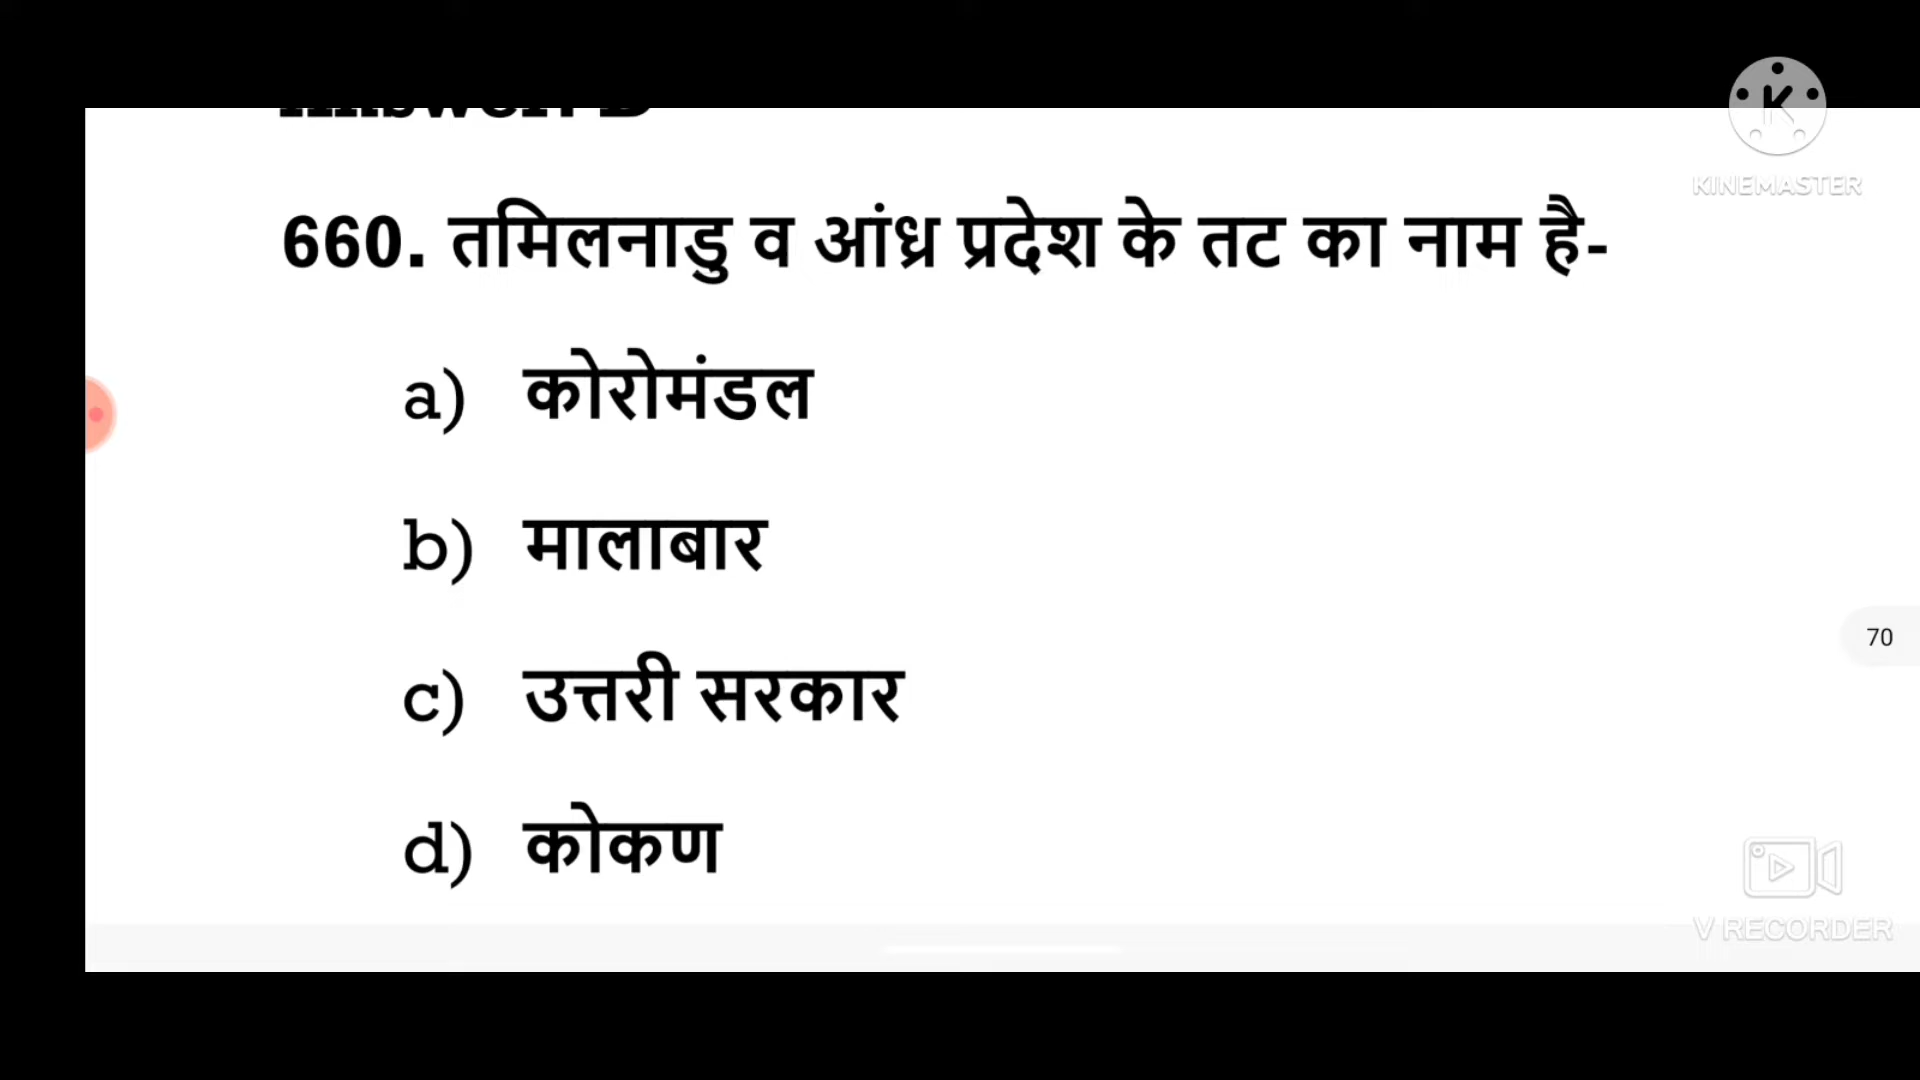 KINEMASTER
660. तमिलनाडु व आंध्र प्रदेश के तट का नाम है-
a) कोरोमंडल
b) मालाबार
70
c) उत्तरी सरकार
d) कोकण
V RECORDER